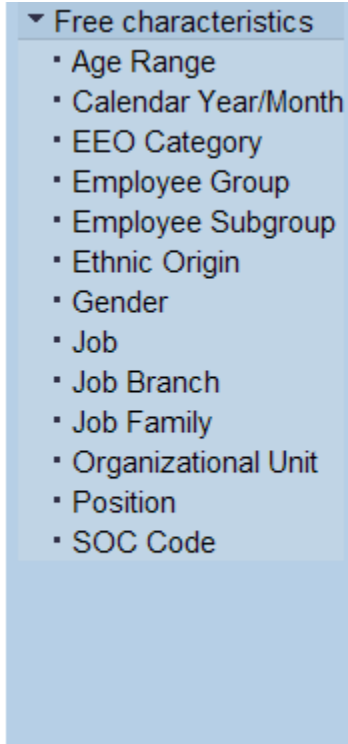 Free characteristics
Age Range
Calendar Year/Month
EEO Category
Employee Group
Employee Subgroup
Ethnic Origin
Gender
Job
Job Branch
Job Family
Organizational Unit
Position
SOC Code